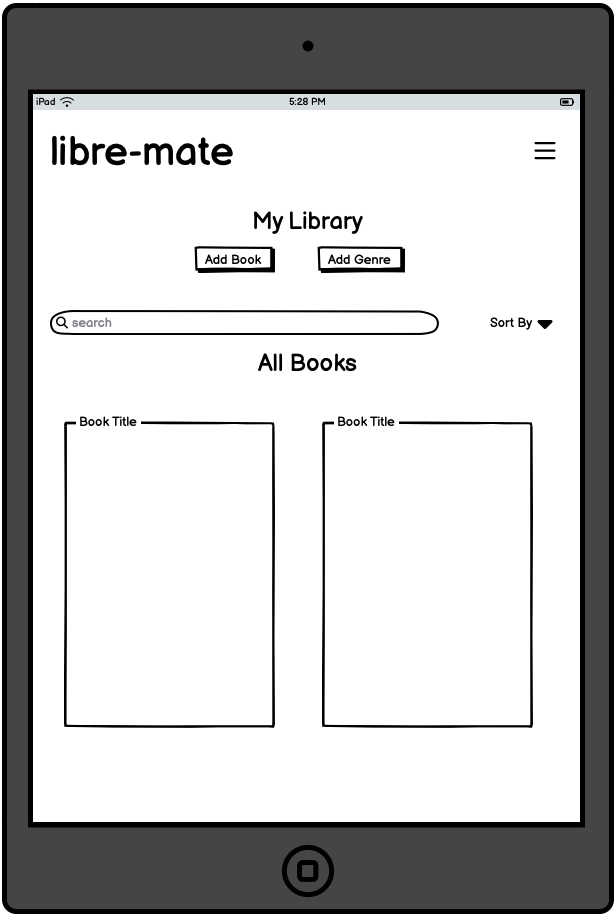 iPad 5:28 PM
libre-mate
My Library
Add Book Add Genre
search Sort By
All Books
Book Title Book Title